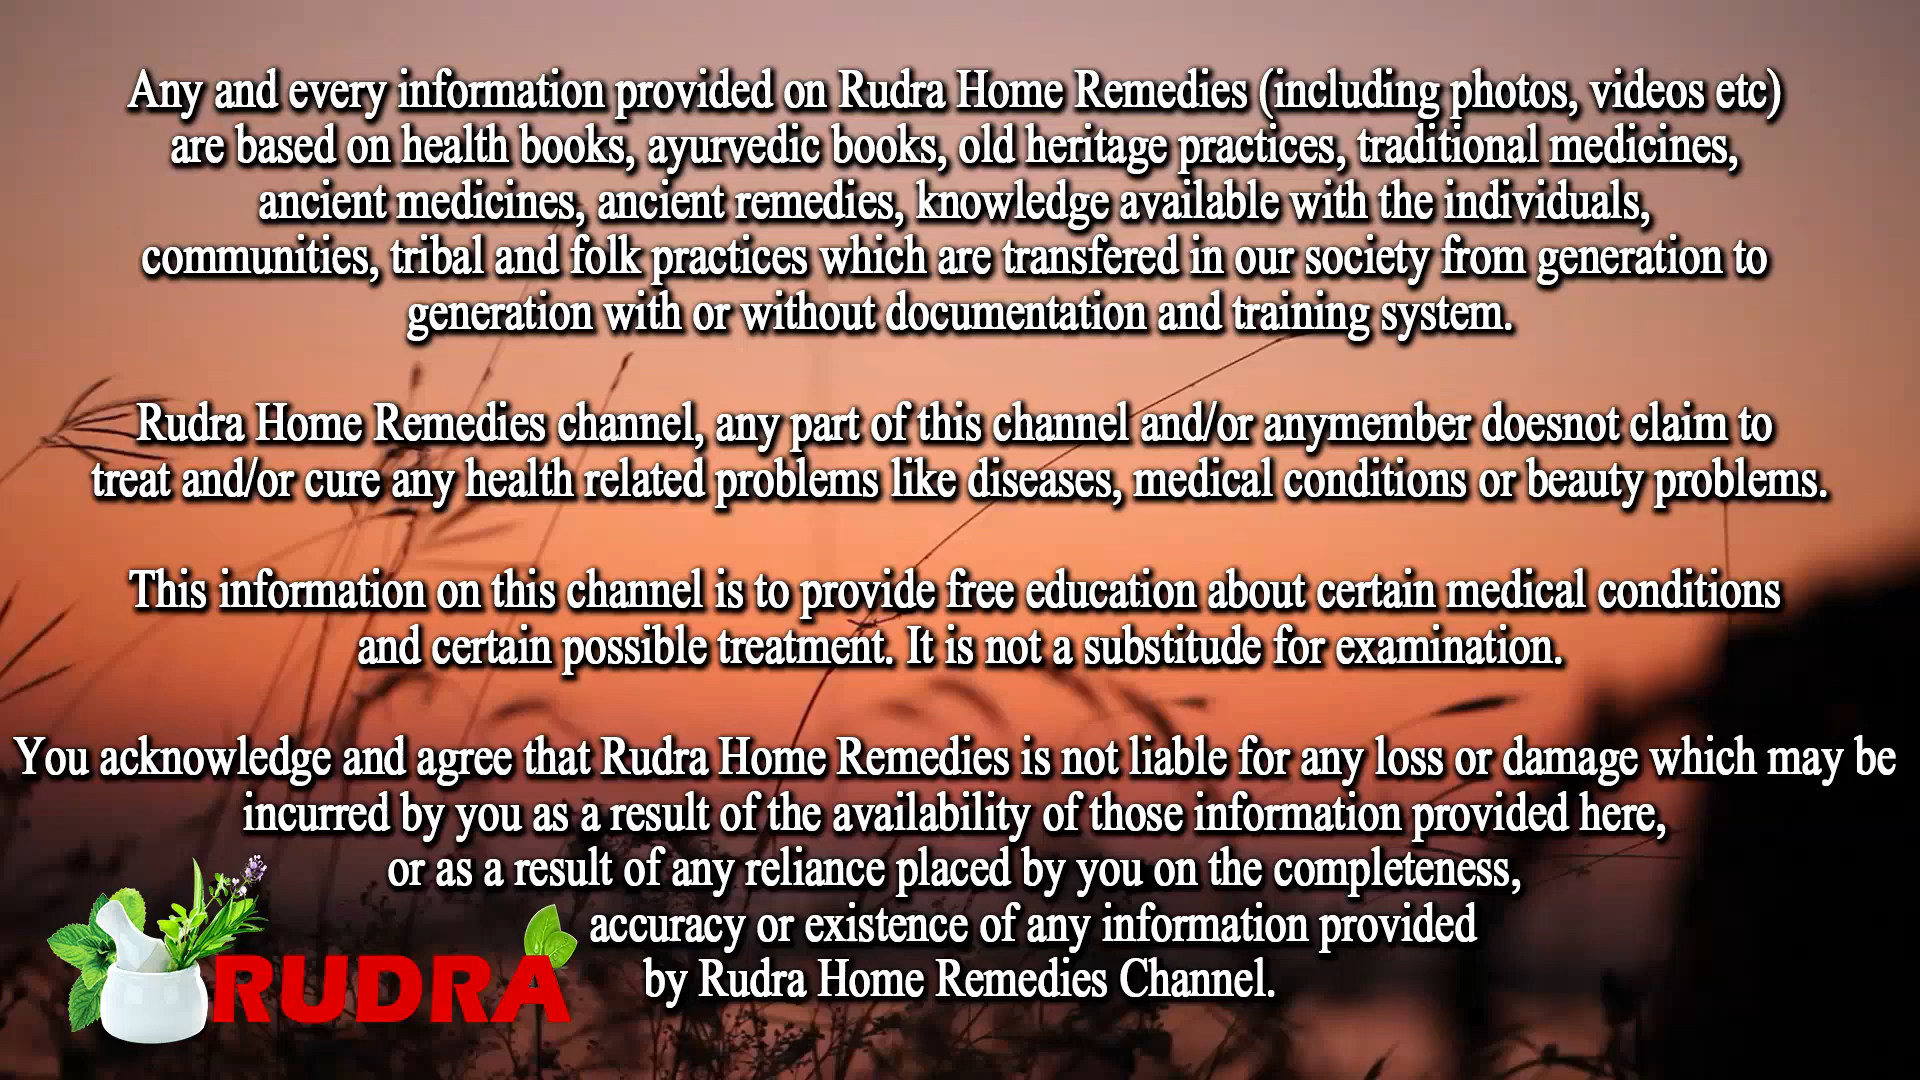 Any and every information provided on Rudra Home Remedies (including photos, videos etc)
are based on health books, ayurvedic books, old heritage practices, traditional medicines,
ancient medicines, ancient remedies, knowledge available with the individuals,
communities, tribal and folk practices which are transfered in our society from generation to
generation with or without documentation and training system.
Rudra Home Remedies channel, any part of this channel and/or anymember doesnot claim to
treat and/or cure any health related problems like diseases, medical conditions or beauty problems.
This information on this channel is to provide free education about certain medical conditions
and certain possible treatment. It is not a substitude for examination.
You acknowledge and agree that Rudra Home Remedies is not liable for any loss or damage which may be
incurred by you as a result of the availability of those information provided here,
or as a result of any reliance placed by you on the completeness,
accuracy or existence of any information provided
by Rudra Home Remedies Channel.
RUDRA